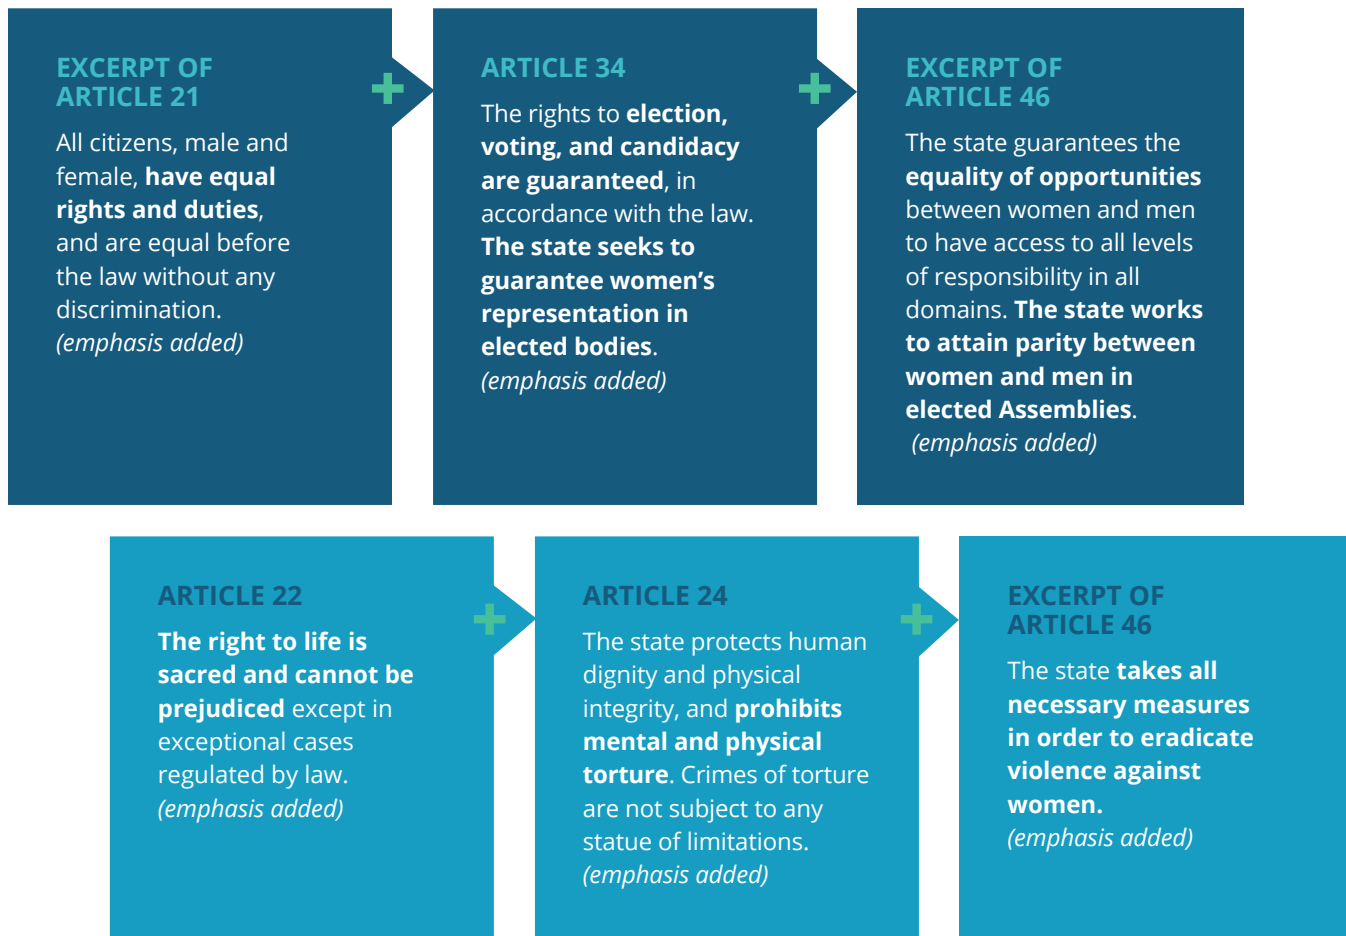 EXCERPT OF
ARTICLE 21
All citizens, male and
female, have equal
rights and duties,
and are equal before
the law without any
discrimination.
(emphasis added)
ARTICLE 34
The rights to election,
voting, and candidacy
are guaranteed, in
accordance with the law.
The state seeks to
guarantee women’s
representation in
elected bodies.
(emphasis added)
EXCERPT OF
ARTICLE 46
The state guarantees the
equality of opportunities
between women and men
to have access to all levels
of responsibility in all
domains. The state works
to attain parity between
women and men in
elected Assemblies.
(emphasis added)
ARTICLE 22
The right to life is
sacred and cannot be
prejudiced except in
exceptional cases
regulated by law.
(emphasis added)
ARTICLE 24
The state protects human
dignity and physical
integrity, and prohibits
mental and physical
torture. Crimes of torture
are not subject to any
statue of limitations.
(emphasis added)
EXCERPT OF
ARTICLE 46
The state takes all
necessary measures
in order to eradicate
violence against
women.
(emphasis added)